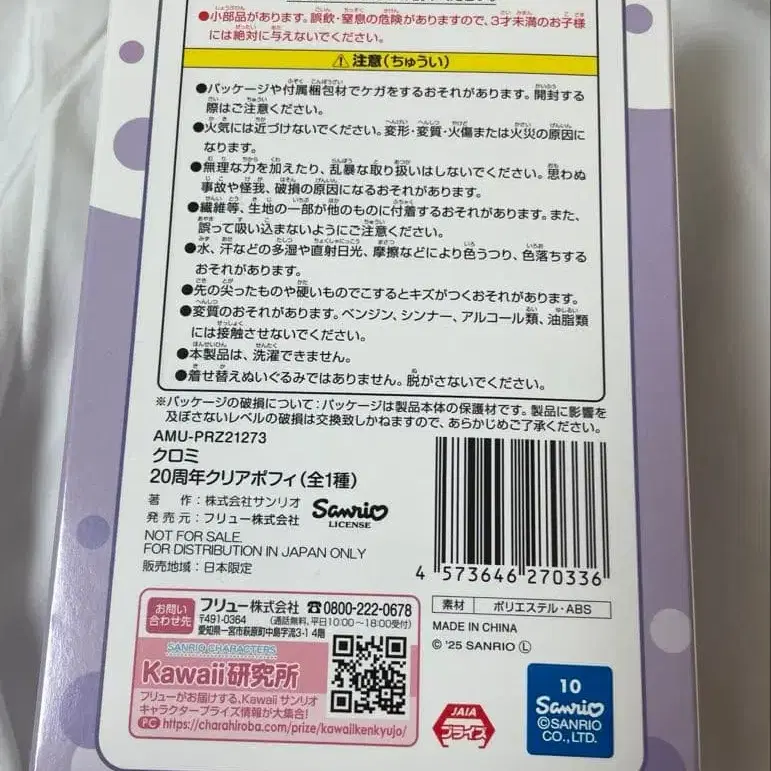 ●小部品があります。誤飲・窒息の危険がありますので、3才未満のお子様
には絶対に与えないでください。
注意(ちゅうい)
●パッケージや付属梱包材でケガをするおそれがあります。開封する
際はご注意ください。
●火気には近づけないでください。変形・変質・火傷または火災の原因に
なります。
●無理な力を加えたり、乱暴な取り扱いはしないでください。思わぬ
事故や怪我、破損の原因になるおそれがあります。
●繊維等、生地の一部が他のものに付着するおそれがあります。また、
誤って吸い込まないようにご注意ください。
●水、汗などの多湿や直射日光、摩擦などにより色うつり、色落ちする
おそれがあります。
●先の尖ったものや硬いものでこするとキズがつくおそれがあります。
●変質のおそれがあります。ベンジン、シンナー、アルコール類、油脂類
には接触させないでください。
●本製品は、洗濯できません。
●着せ替えぬいぐるみではありません。脱がさないでください。
※パッケージの破損について:パッケージは製品本体の保護材です。製品に影響を
及ぼさないレベルの破損は交換致しかねますので、あらかじめご了承ください。
AMU-PRZ21273
クロミ
20周年クリアポフィ(全1種)
著 作:株式会社サンリオ
発売元:フリュー株式会社
Sanrio
LICENSE
NOT FOR SALE.
FOR DISTRIBUTION IN JAPAN ONLY
販売地域:日本限定
4 573646 270336
素材 ポリエステル・ABS
MADE IN CHINA
© '25 SANRIO Ⓛ
お問い
合わせ先
フリュー株式会社 ☎0800-222-0678
〒491-0364 (通話無料、平日10:00~18:00受付)
愛知県一宮市萩原町中島字流3-1 4階
SANRIO CHARACTERS
Kawaii研究所
フリューがお届けする、Kawaii サンリオ
キャラクタープライズ情報が大集合!
PC https://charahiroba.com/prize/kawaiikenkyujo/
JAIA
プライズ
10
Sanrio
©SANRIO
CO., LTD.